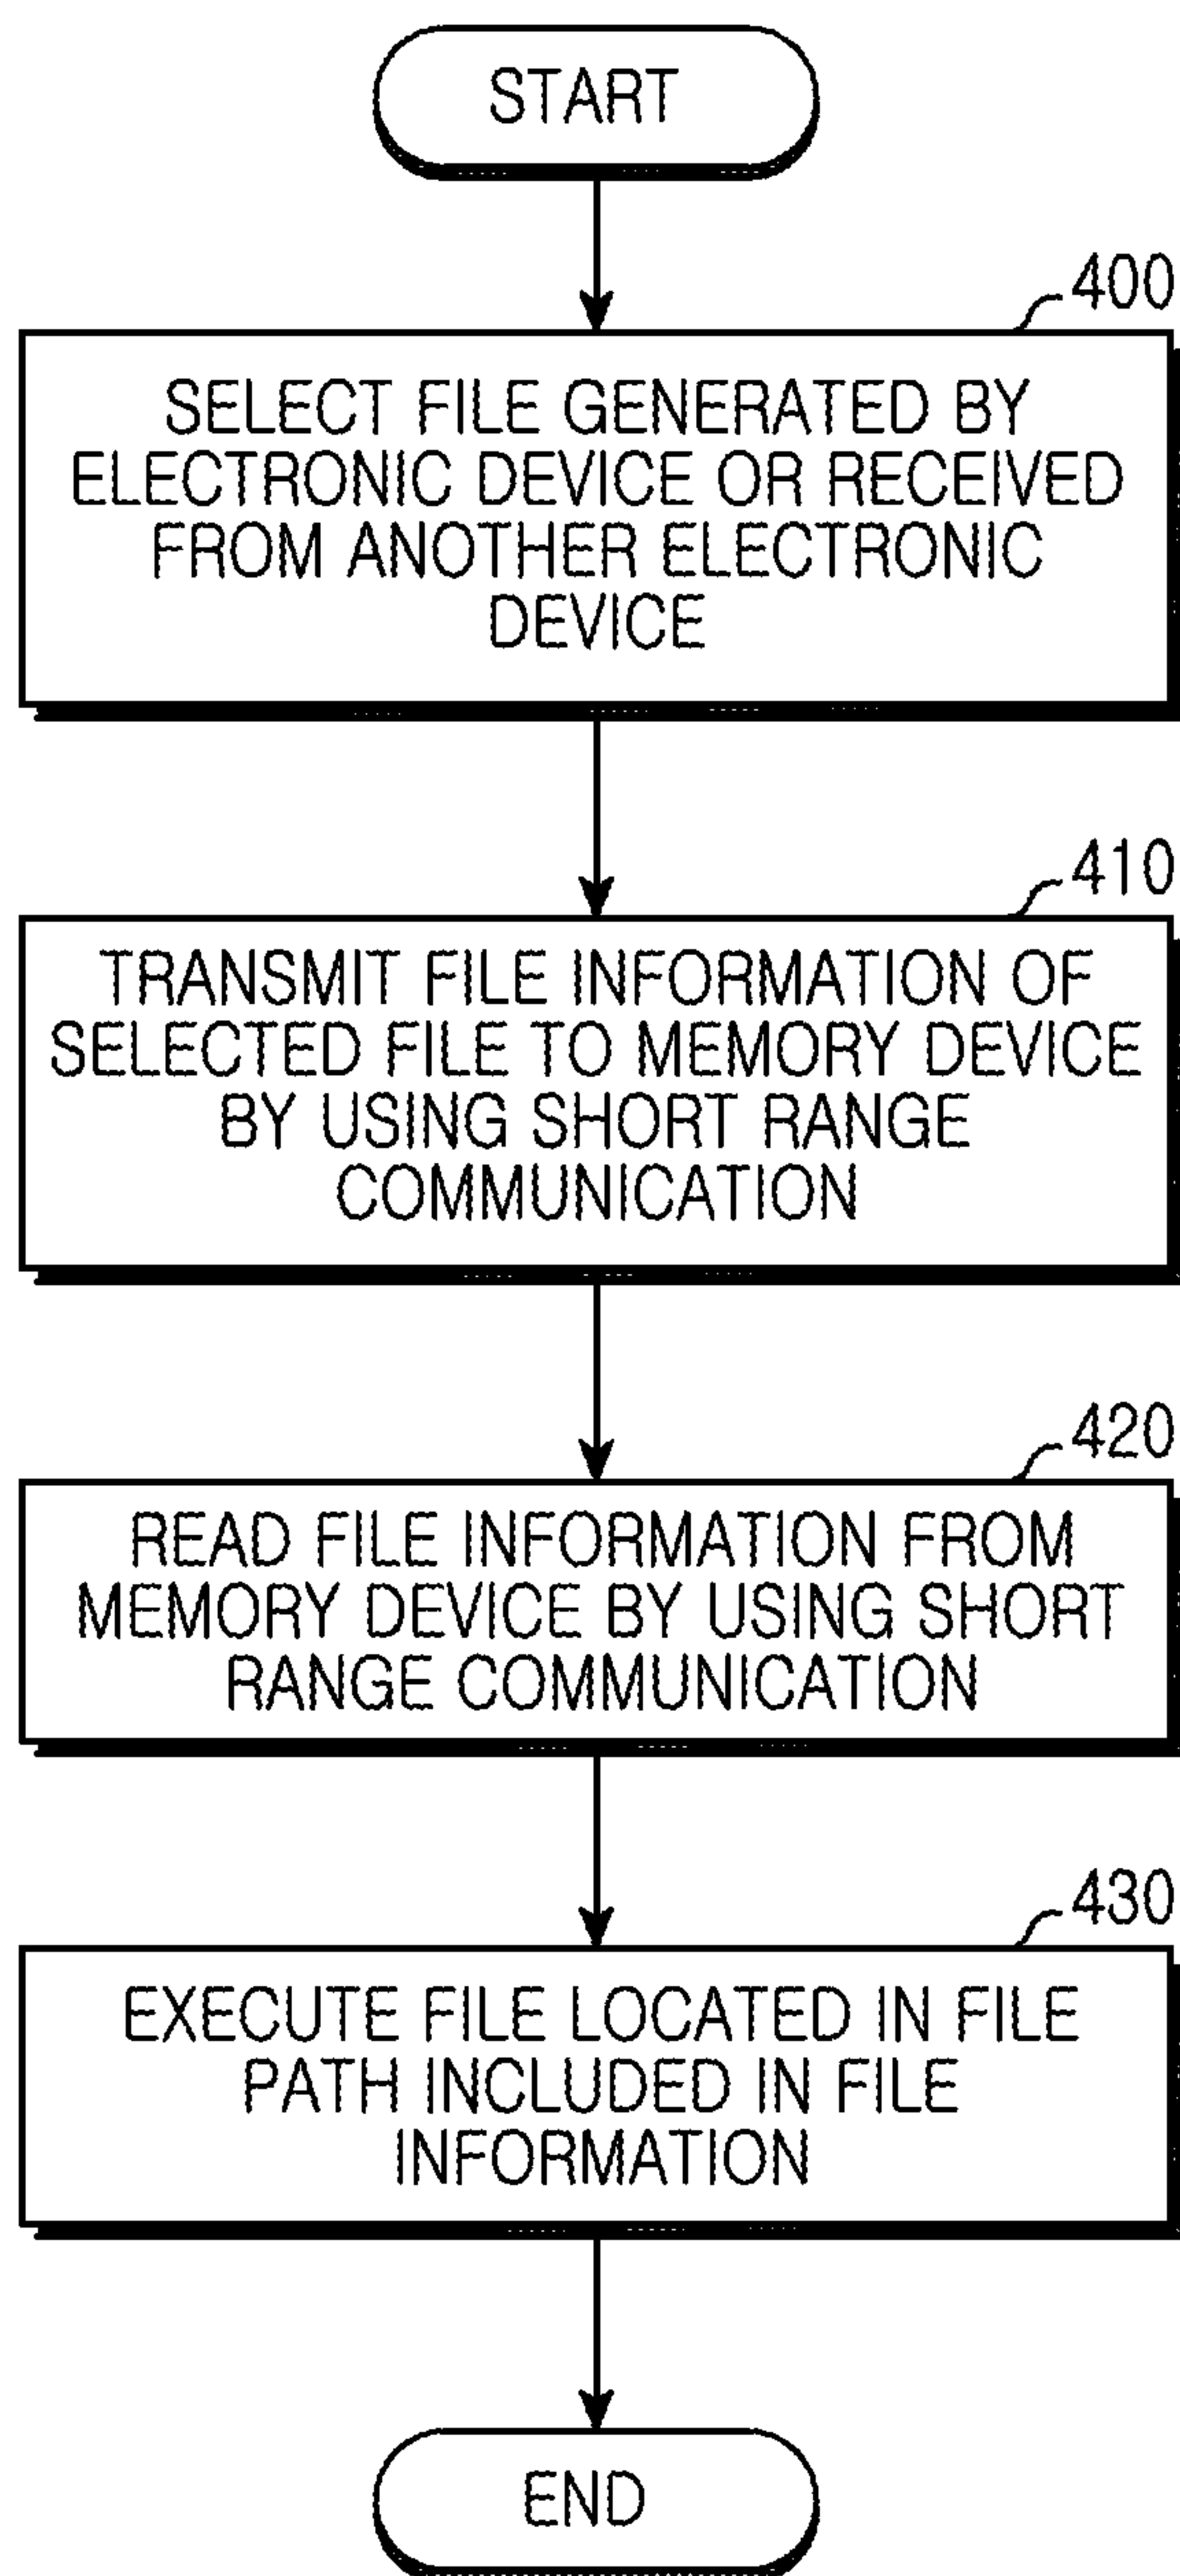 START
400
SELECT FILE GENERATED BY
ELECTRONIC DEVICE OR RECEIVED
FROM ANOTHER ELECTRONIC
DEVICE
410
TRANSMIT FILE INFORMATION OF
SELECTED FILE TO MEMORY DEVICE
BY USING SHORT RANGE
COMMUNICATION
420
READ FILE INFORMATION FROM
MEMORY DEVICE BY USING SHORT
RANGE COMMUNICATION
430
EXECUTE FILE LOCATED IN FILE
PATH INCLUDED IN FILE
INFORMATION
END